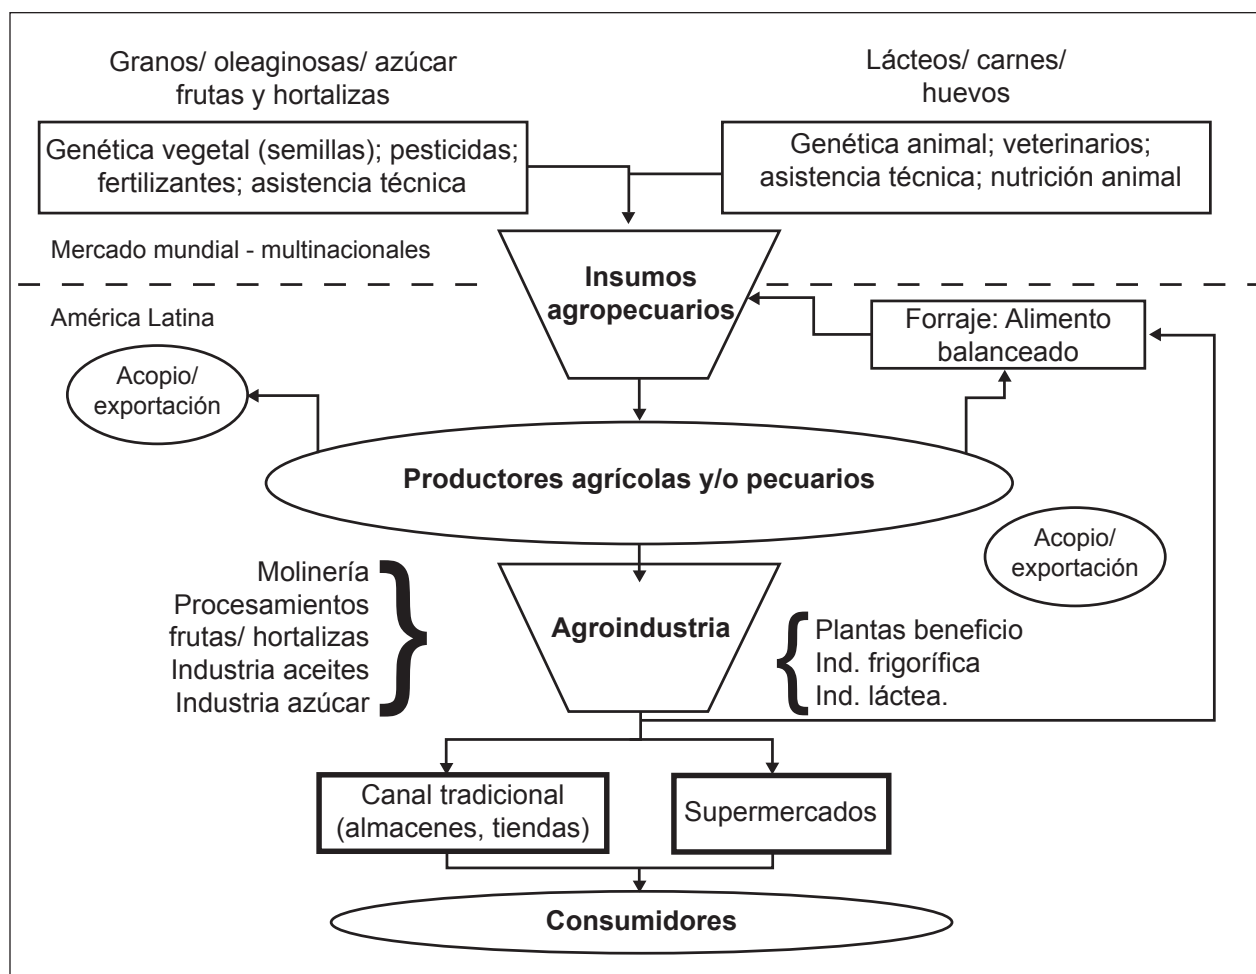 Granos/ oleaginosas/ azúcar
frutas y hortalizas
Lácteos/ carnes/
huevos
Genética vegetal (semillas); pesticidas;
fertilizantes; asistencia técnica
Genética animal; veterinarios;
asistencia técnica; nutrición animal
Mercado mundial - multinacionales
Insumos
agropecuarios
América Latina
Forraje: Alimento
balanceado
Acopio/
exportación
Productores agrícolas y/o pecuarios
Acopio/
exportación
Molinería
Procesamientos
frutas/ hortalizas
Industria aceites
Industria azúcar
Agroindustria
Plantas beneficio
Ind. frigorífica
Ind. láctea.
Canal tradicional
(almacenes, tiendas)
Supermercados
Consumidores